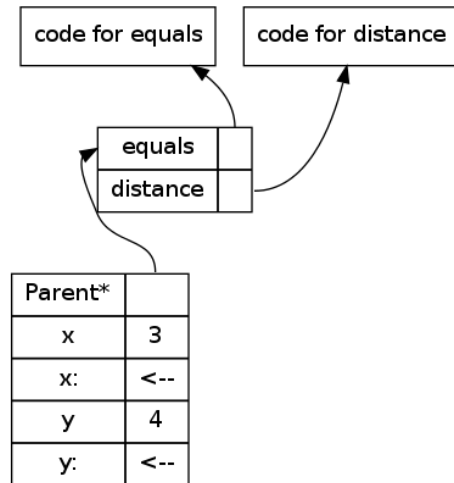 code for equals
code for distance
equals
distance
Parent*
x 3
x: <--
y 4
y: <--